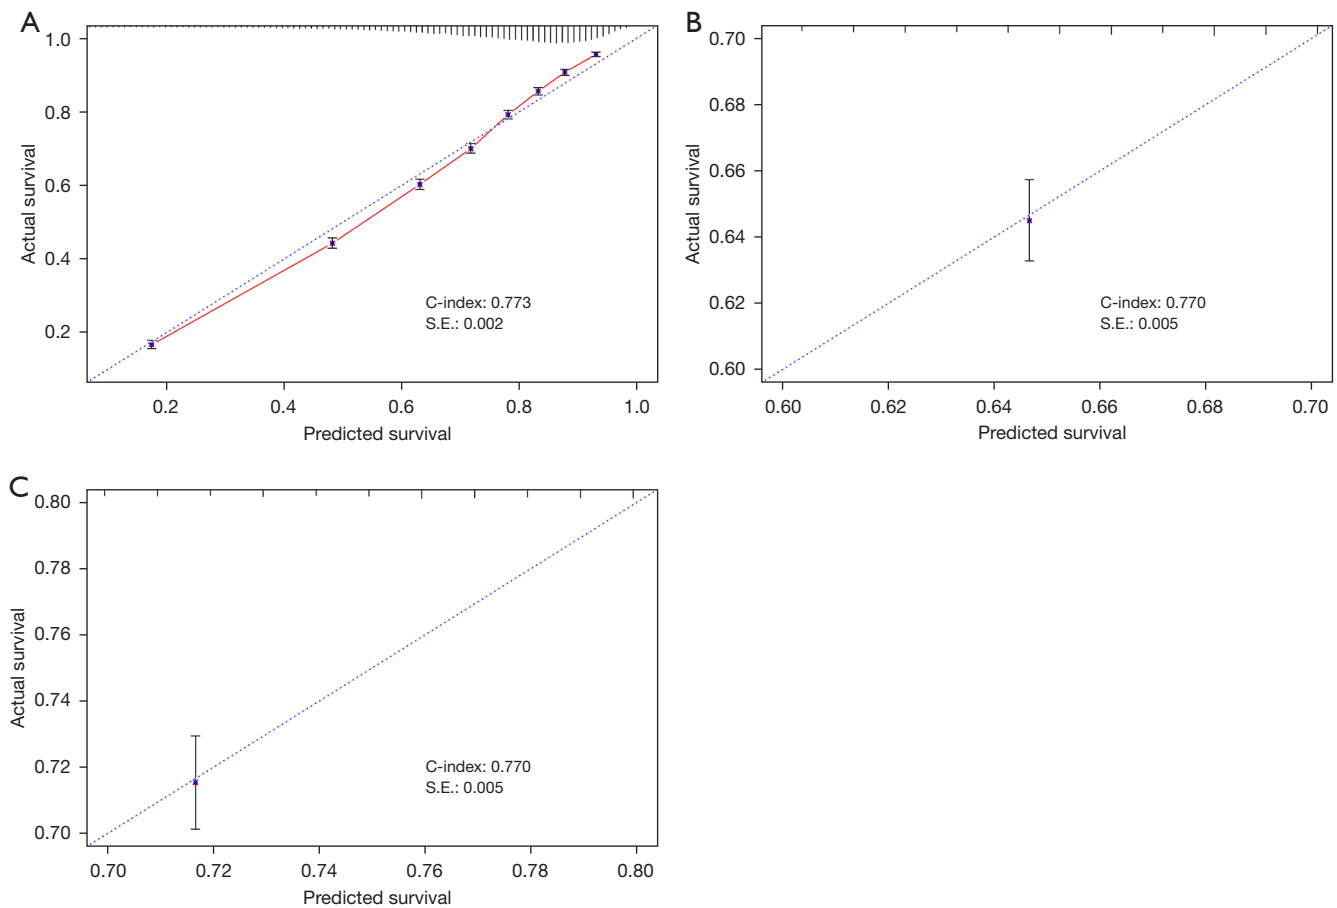 A
1.0
0.8
0.6
0.4
0.2
Actual survival
C-index: 0.773
S.E.: 0.002
0.2 0.4 0.6 0.8 1.0
Predicted survival
B
0.70
0.68
0.66
0.64
0.62
0.60
Actual survival
C-index: 0.770
S.E.: 0.005
0.60 0.62 0.64 0.66 0.68 0.70
Predicted survival
C
0.80
0.78
0.76
0.74
0.72
0.70
Actual survival
C-index: 0.770
S.E.: 0.005
0.70 0.72 0.74 0.76 0.78 0.80
Predicted survival